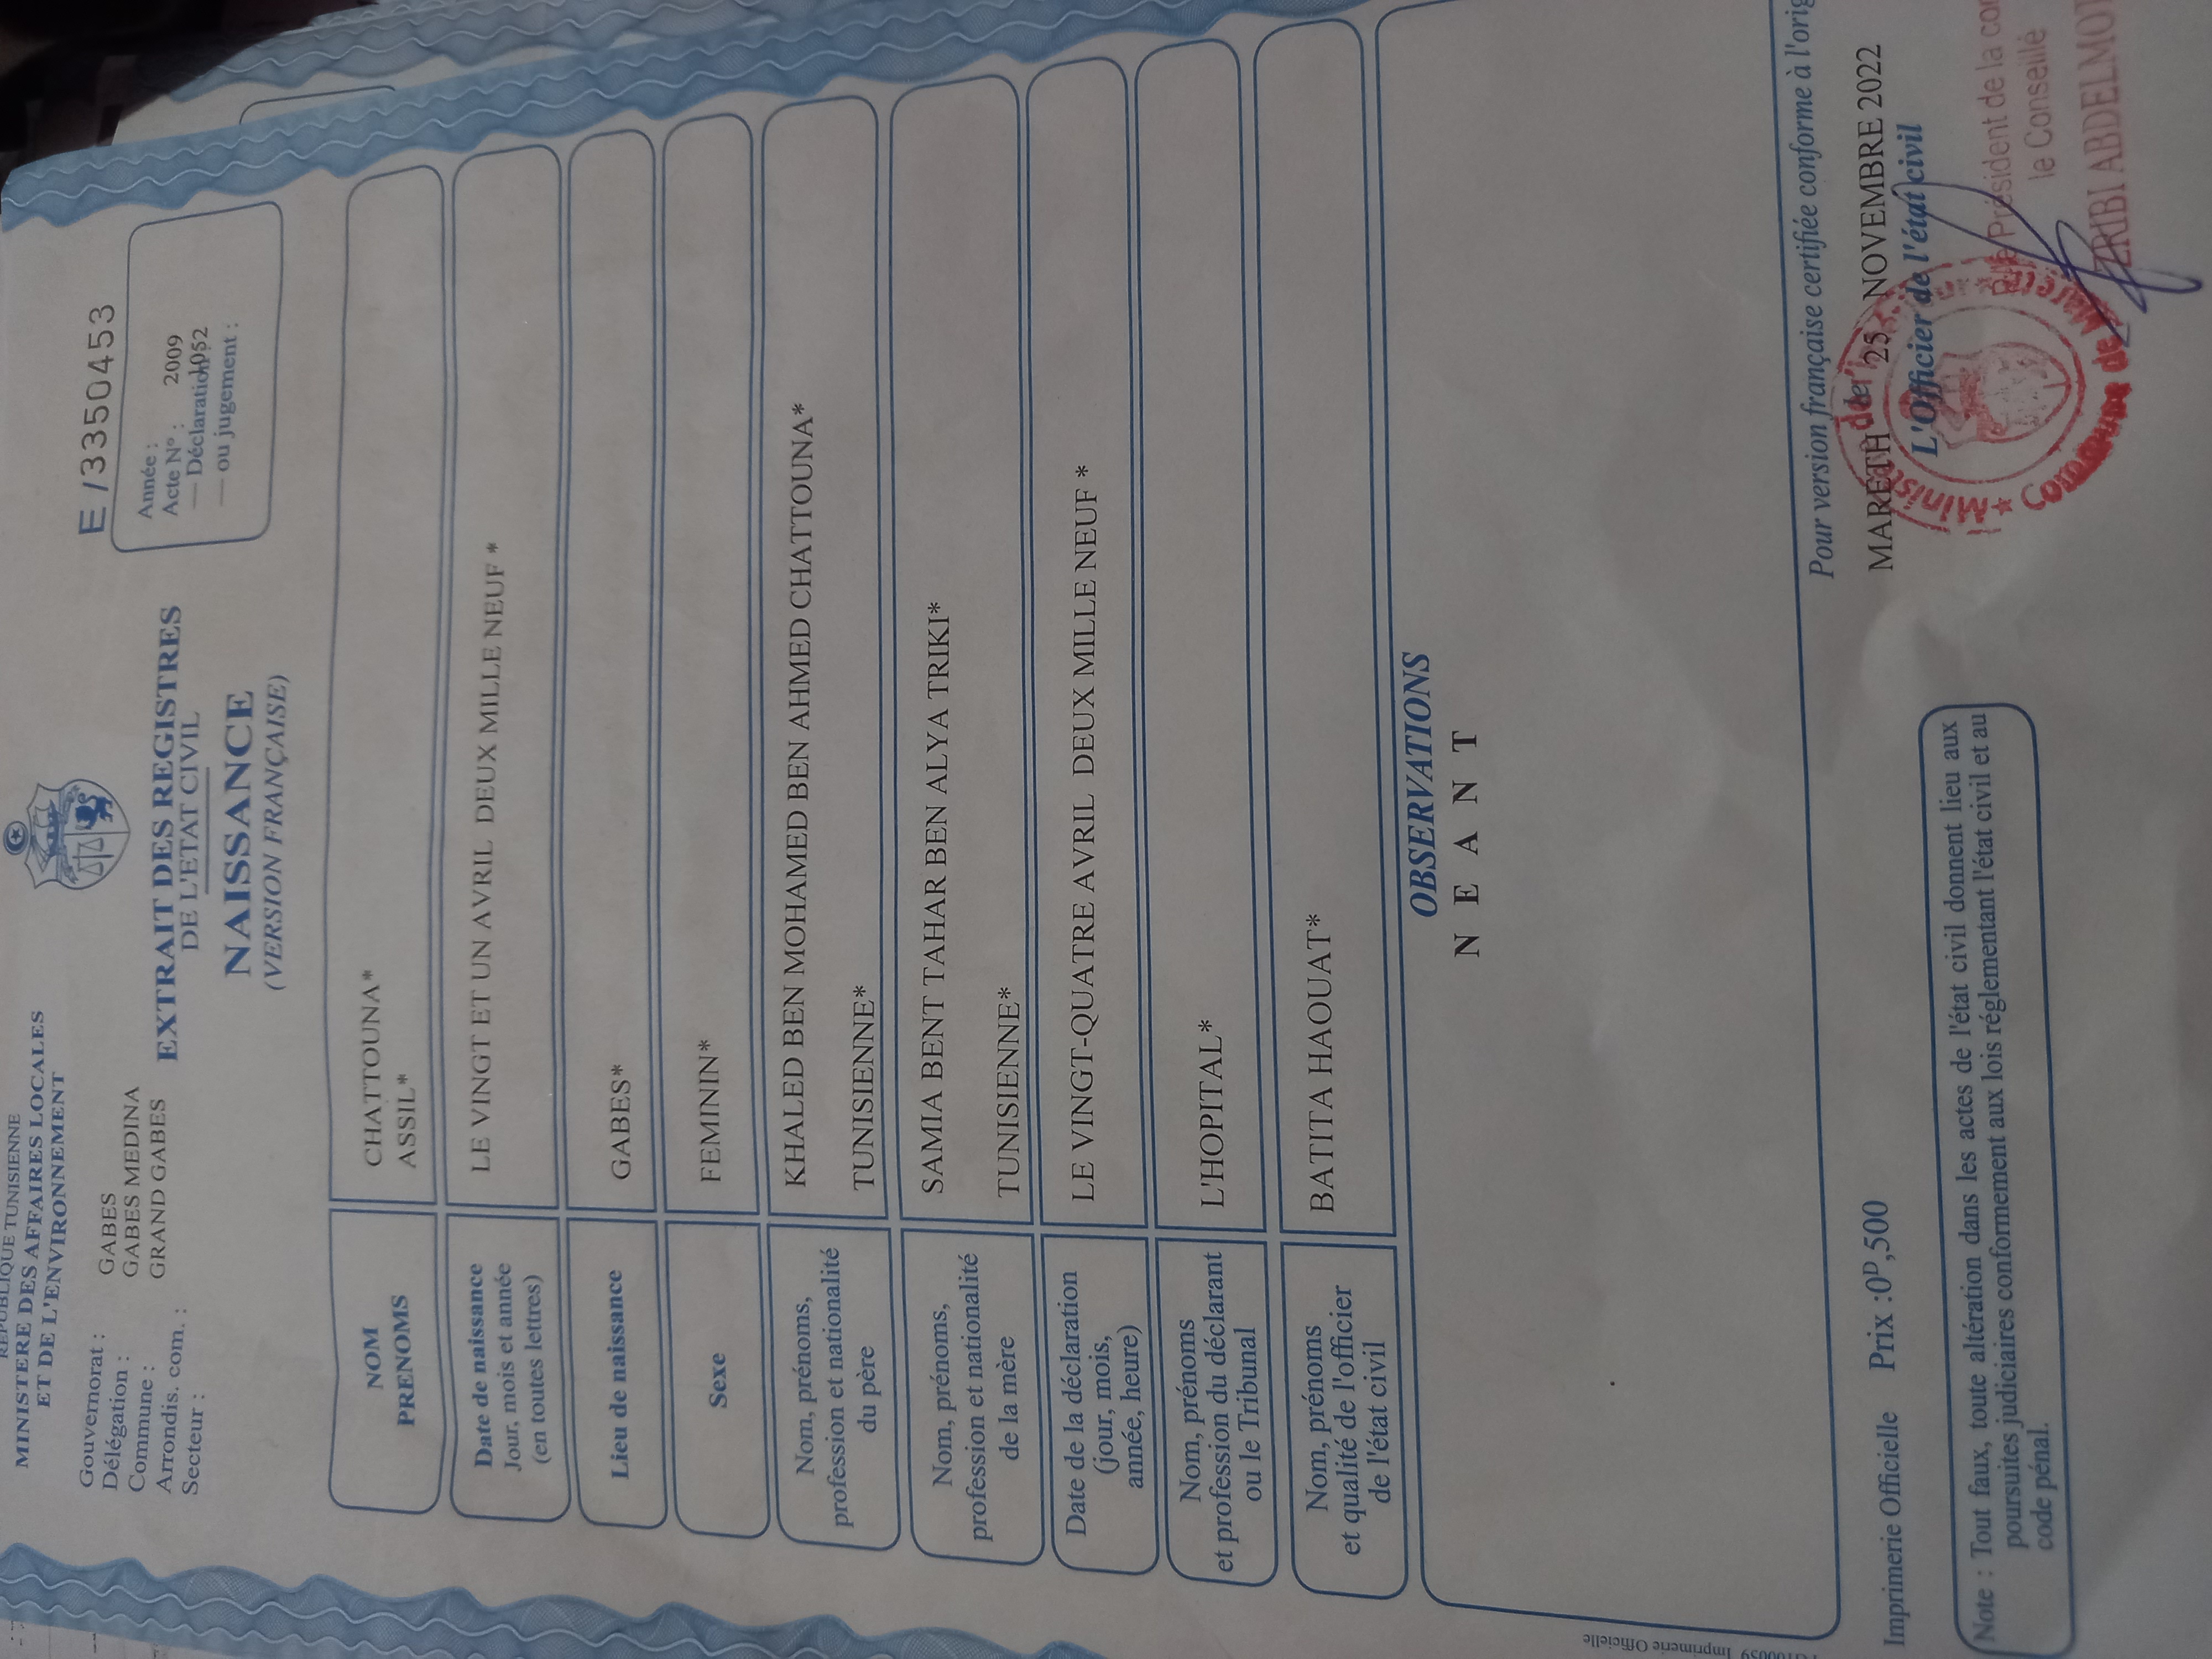 REPUBLIQUE TUNISIENNE
MINISTERE DES AFFAIRES LOCALES
ET DE L'ENVIRONNEMENT
Gouvernorat : GABES
Délégation : GABES MEDINA
Commune : GRAND GABES
Arrondis. com. :
Secteur :
EXTRAIT DES REGISTRES
DE L'ETAT CIVIL
NAISSANCE
(VERSION FRANÇAISE)
E /3350453
Année : 2009
Acte N° :
— Déclaration 1052
— ou jugement :
NOM
PRENOMS
CHATTOUNA*
ASSIL*
Date de naissance
Jour, mois et année
(en toutes lettres)
LE VINGT ET UN AVRIL DEUX MILLE NEUF *
Lieu de naissance
GABES*
Sexe
FEMININ*
Nom, prénoms,
profession et nationalité
du père
KHALED BEN MOHAMED BEN AHMED CHATTOUNA*
TUNISIENNE*
Nom, prénoms,
profession et nationalité
de la mère
SAMIA BENT TAHAR BEN ALYA TRIKI*
TUNISIENNE*
Date de la déclaration
(jour, mois,
année, heure)
LE VINGT-QUATRE AVRIL DEUX MILLE NEUF *
Nom, prénoms
et profession du déclarant
ou le Tribunal
L'HOPITAL*
Nom, prénoms
et qualité de l'officier
de l'état civil
BATITA HAOUAT*
OBSERVATIONS
N E A N T
Pour version française certifiée conforme à l'orig
MARETH le 25 NOVEMBRE 2022
L'Officier de l'état civil
Président de la co
le Conseillé
ZRIBI ABDELMO
Commune de Mareth
Imprimerie Officielle Prix :0ᴰ,500
Note : Tout faux, toute altération dans les actes de l'état civil donnent lieu aux
poursuites judiciaires conformement aux lois réglementant l'état civil et au
code pénal.
Imprimerie Officielle